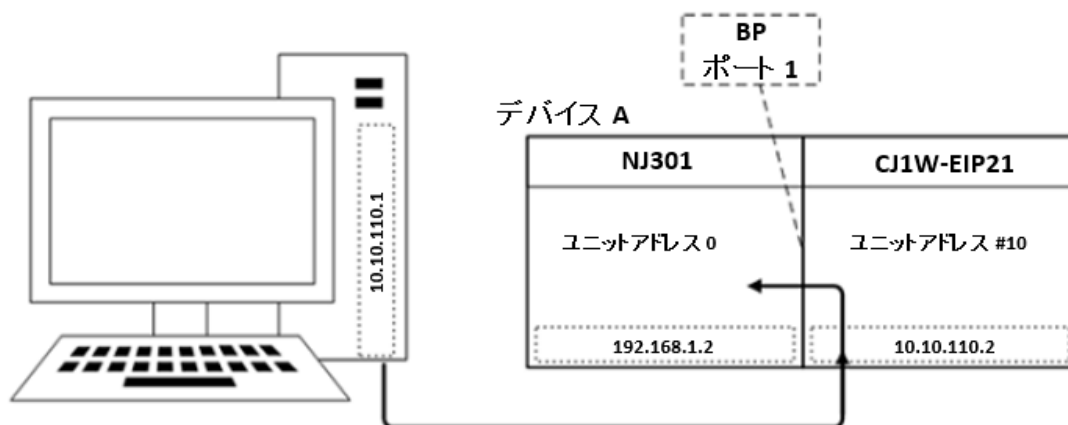 BP
ポート 1
デバイス A
NJ301
CJ1W-EIP21
10.10.110.1
ユニットアドレス 0
ユニットアドレス #10
192.168.1.2
10.10.110.2